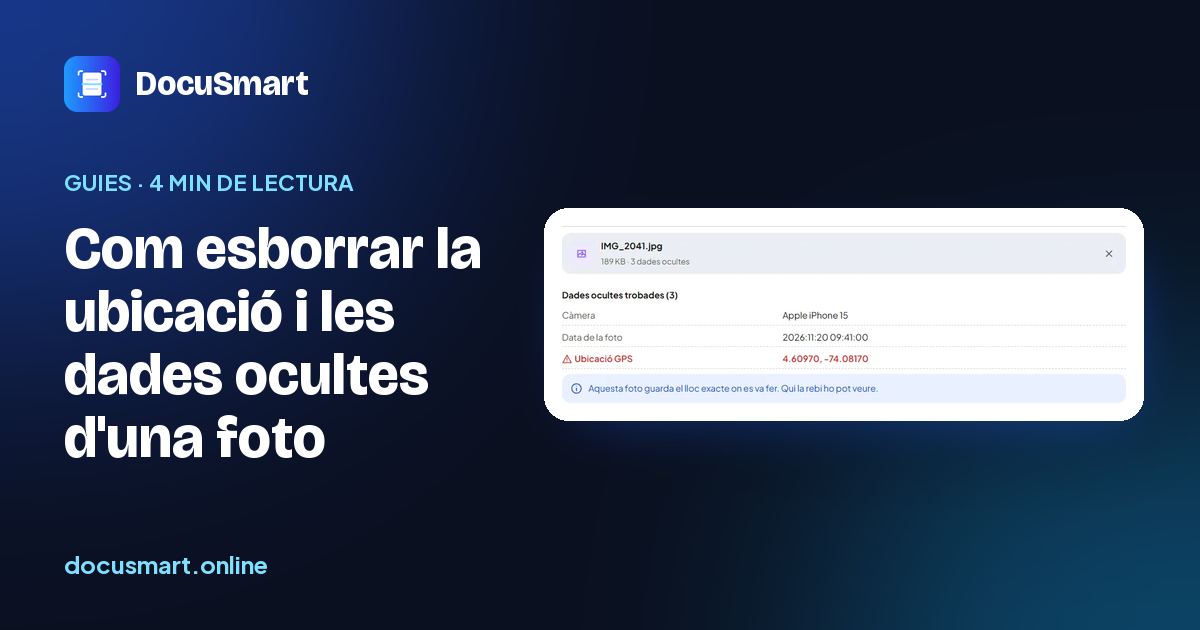 DocuSmart
GUIES · 4 MIN DE LECTURA
Com esborrar la
ubicació i les
dades ocultes
d'una foto
docusmart.online
IMG_2041.jpg
189 KB · 3 dades ocultes
Dades ocultes trobades (3)
Càmera Apple iPhone 15
Data de la foto 2026:11:20 09:41:00
Ubicació GPS 4.60970, -74.08170
Aquesta foto guarda el lloc exacte on es va fer. Qui la rebi ho pot veure.